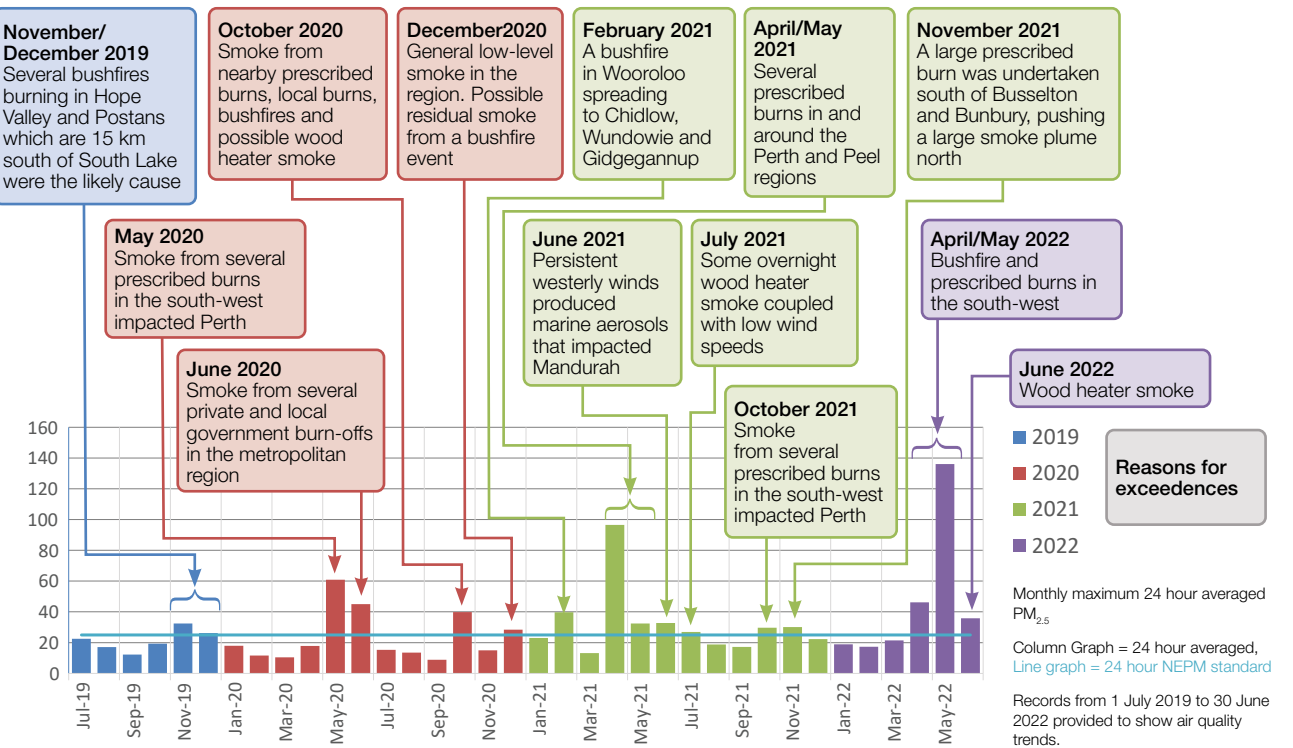 November/
December 2019
Several bushfires
burning in Hope
Valley and Postans
which are 15 km
south of South Lake
were the likely cause
October 2020
Smoke from
nearby prescribed
burns, local burns,
bushfires and
possible wood
heater smoke
December2020
General low-level
smoke in the
region. Possible
residual smoke
from a bushfire
event
February 2021
A bushfire
in Wooroloo
spreading
to Chidlow,
Wundowie and
Gidgegannup
April/May
2021
Several
prescribed
burns in and
around the
Perth and Peel
regions
November 2021
A large prescribed
burn was undertaken
south of Busselton
and Bunbury, pushing
a large smoke plume
north
May 2020
Smoke from several
prescribed burns
in the south-west
impacted Perth
June 2021
Persistent
westerly winds
produced
marine aerosols
that impacted
Mandurah
July 2021
Some overnight
wood heater
smoke coupled
with low wind
speeds
April/May 2022
Bushfire and
prescribed burns in
the south-west
June 2020
Smoke from several
private and local
government burn-offs
in the metropolitan
region
October 2021
Smoke
from several
prescribed burns
in the south-west
impacted Perth
June 2022
Wood heater smoke
160
140
120
100
80
60
40
20
0
Jul-19
Sep-19
Nov-19
Jan-20
Mar-20
May-20
Jul-20
Sep-20
Nov-20
Jan-21
Mar-21
May-21
Jul-21
Sep-21
Nov-21
Jan-22
Mar-22
May-22
2019
2020
2021
2022
Reasons for
exceedences
Monthly maximum 24 hour averaged
PM2.5
Column Graph = 24 hour averaged,
Line graph = 24 hour NEPM standard
Records from 1 July 2019 to 30 June
2022 provided to show air quality
trends.